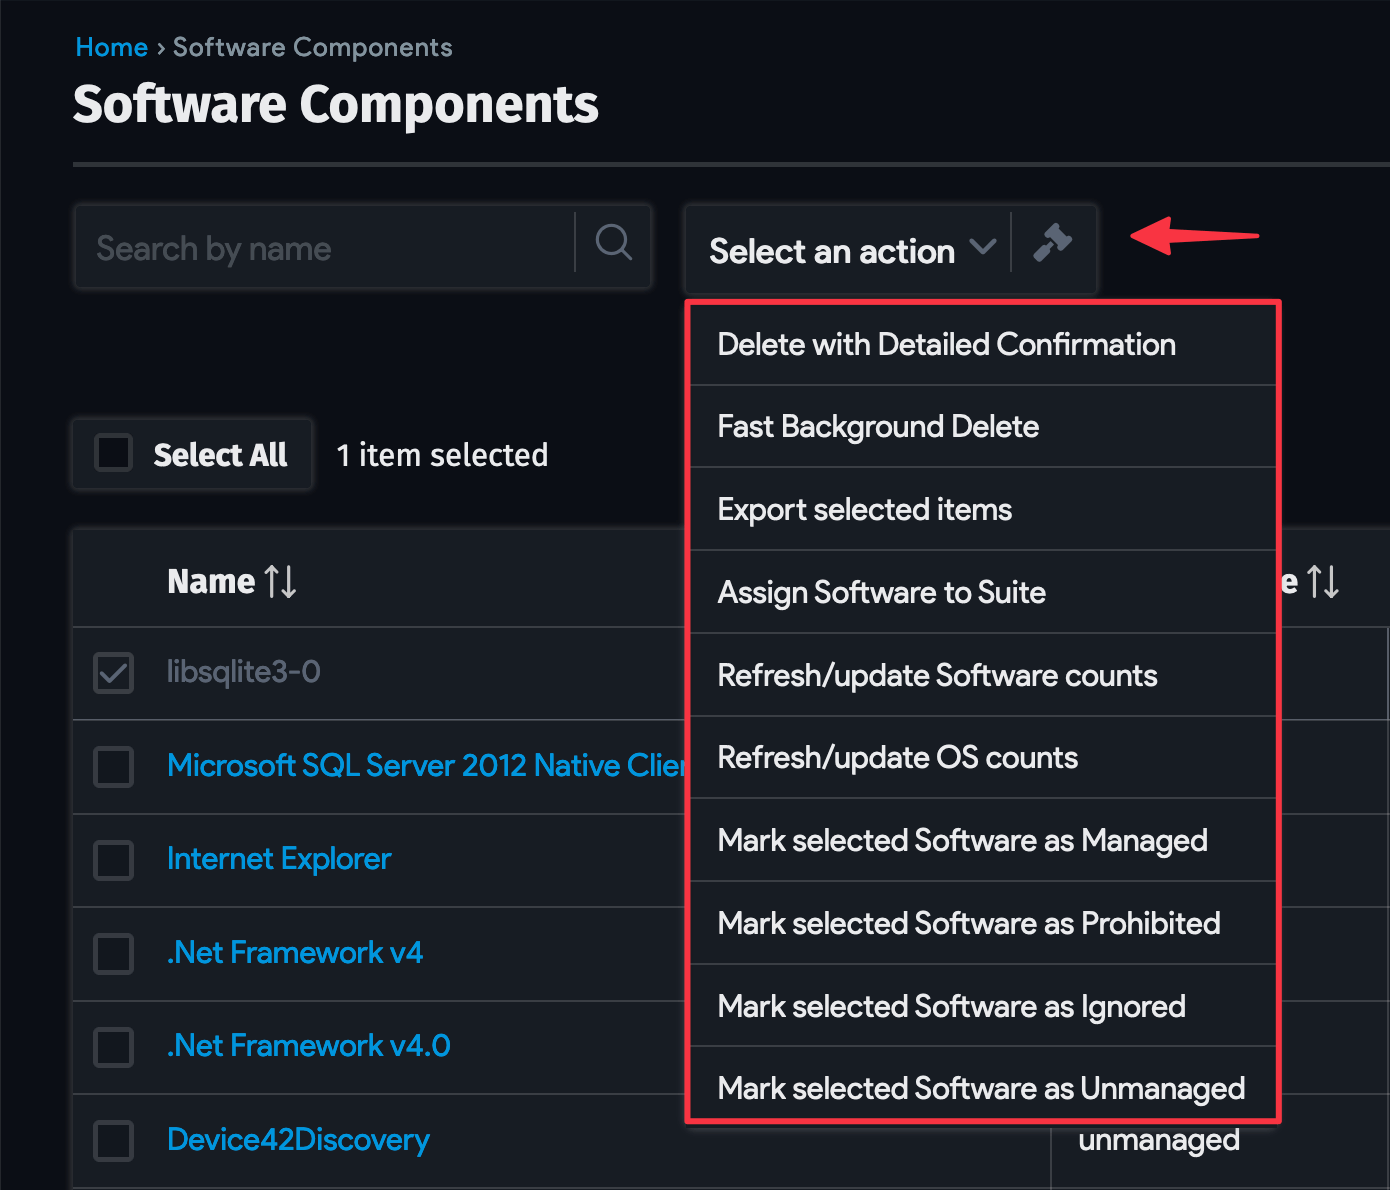 Home › Software Components
Software Components
Search by name
Select an action
Delete with Detailed Confirmation
Fast Background Delete
Export selected items
Assign Software to Suite
Refresh/update Software counts
Refresh/update OS counts
Mark selected Software as Managed
Mark selected Software as Prohibited
Mark selected Software as Ignored
Mark selected Software as Unmanaged
Select All
1 item selected
Name
libsqlite3-0
Microsoft SQL Server 2012 Native
Internet Explorer
.Net Framework v4
.Net Framework v4.0
Device42Discovery
unmanaged